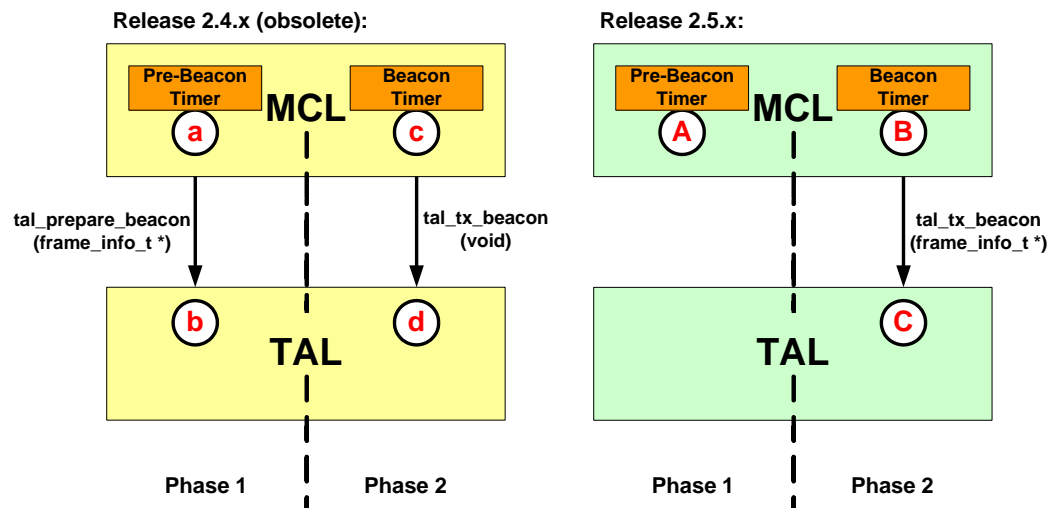 Release 2.4.x (obsolete):
Pre-Beacon
Timer
Beacon
Timer
MCL
a
c
tal_prepare_beacon
(frame_info_t *)
tal_tx_beacon
(void)
b
d
TAL
Phase 1
Phase 2
Release 2.5.x:
Pre-Beacon
Timer
Beacon
Timer
MCL
A
B
tal_tx_beacon
(frame_info_t *)
C
TAL
Phase 1
Phase 2